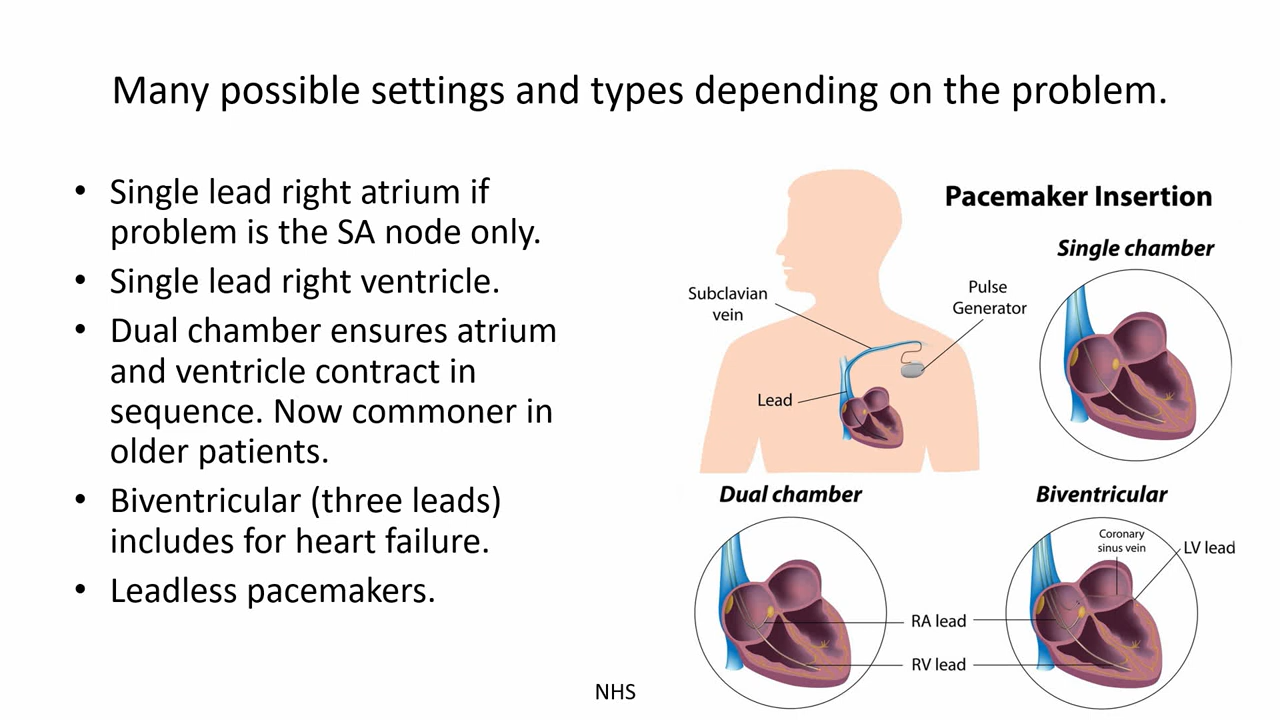 Many possible settings and types depending on the problem.
• Single lead right atrium if
problem is the SA node only.
• Single lead right ventricle.
• Dual chamber ensures atrium
and ventricle contract in
sequence. Now commoner in
older patients.
• Biventricular (three leads)
includes for heart failure.
• Leadless pacemakers.
Pacemaker Insertion
Single chamber
Subclavian
vein
Pulse
Generator
Lead
Dual chamber
Biventricular
Coronary
sinus vein
LV lead
RA lead
RV lead
NHS